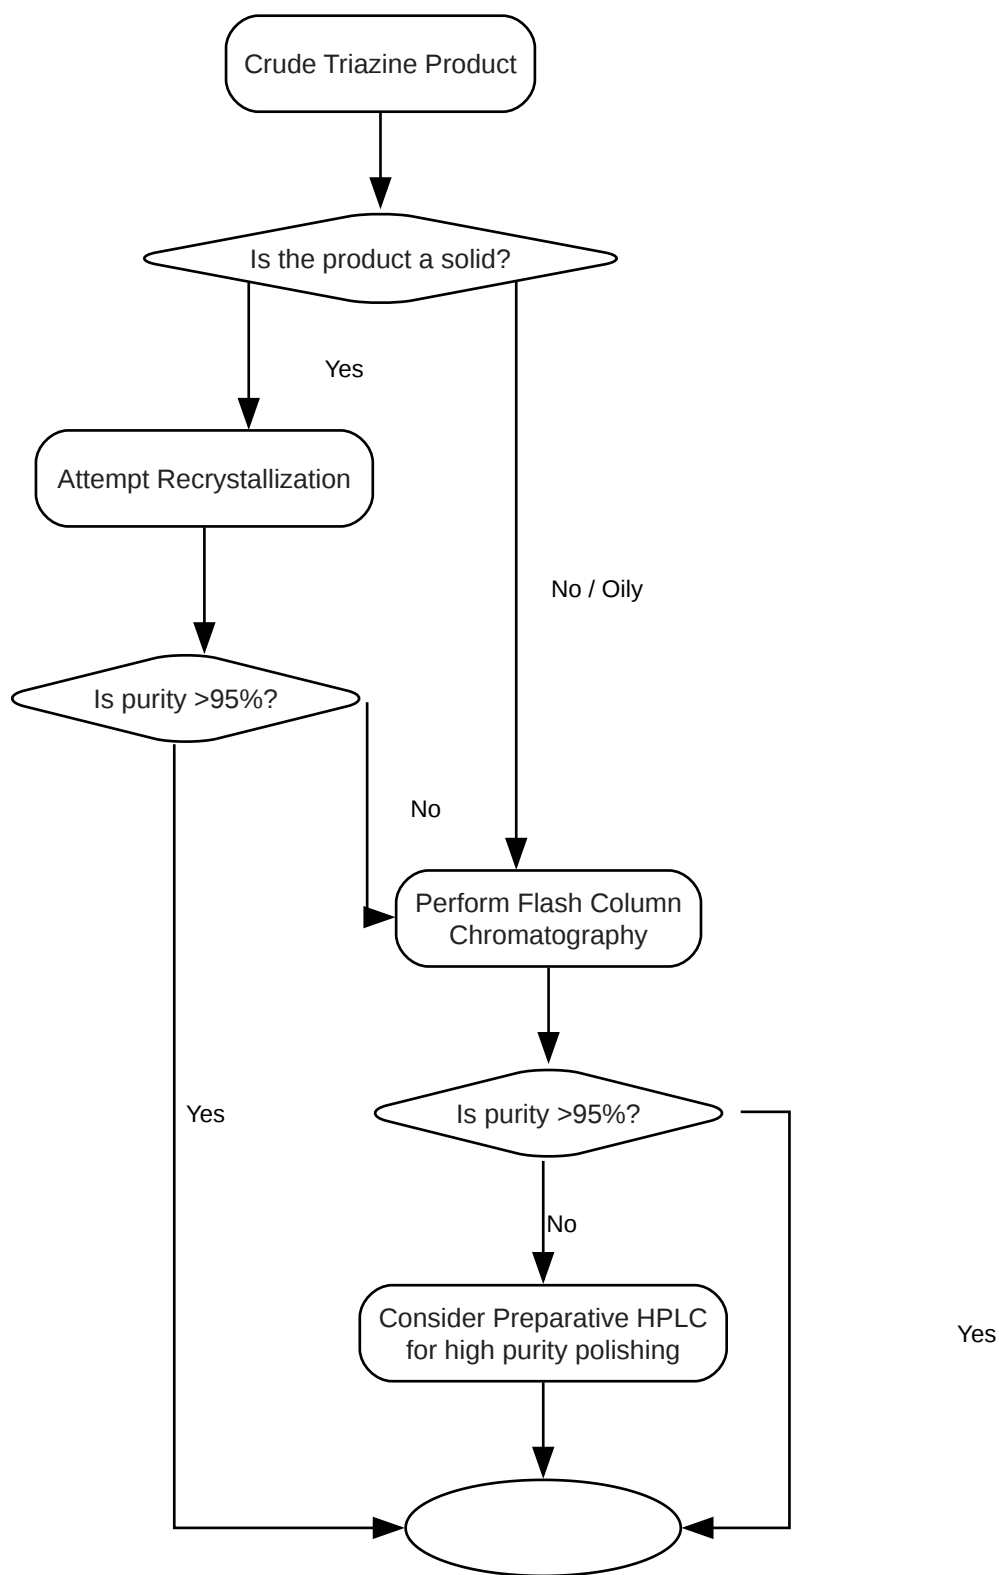 Crude Triazine Product
Is the product a solid?
Yes
Attempt Recrystallization
No / Oily
Is purity >95%?
No
Perform Flash Column
Chromatography
Yes
Is purity >95%?
No
Consider Preparative HPLC
for high purity polishing
Yes